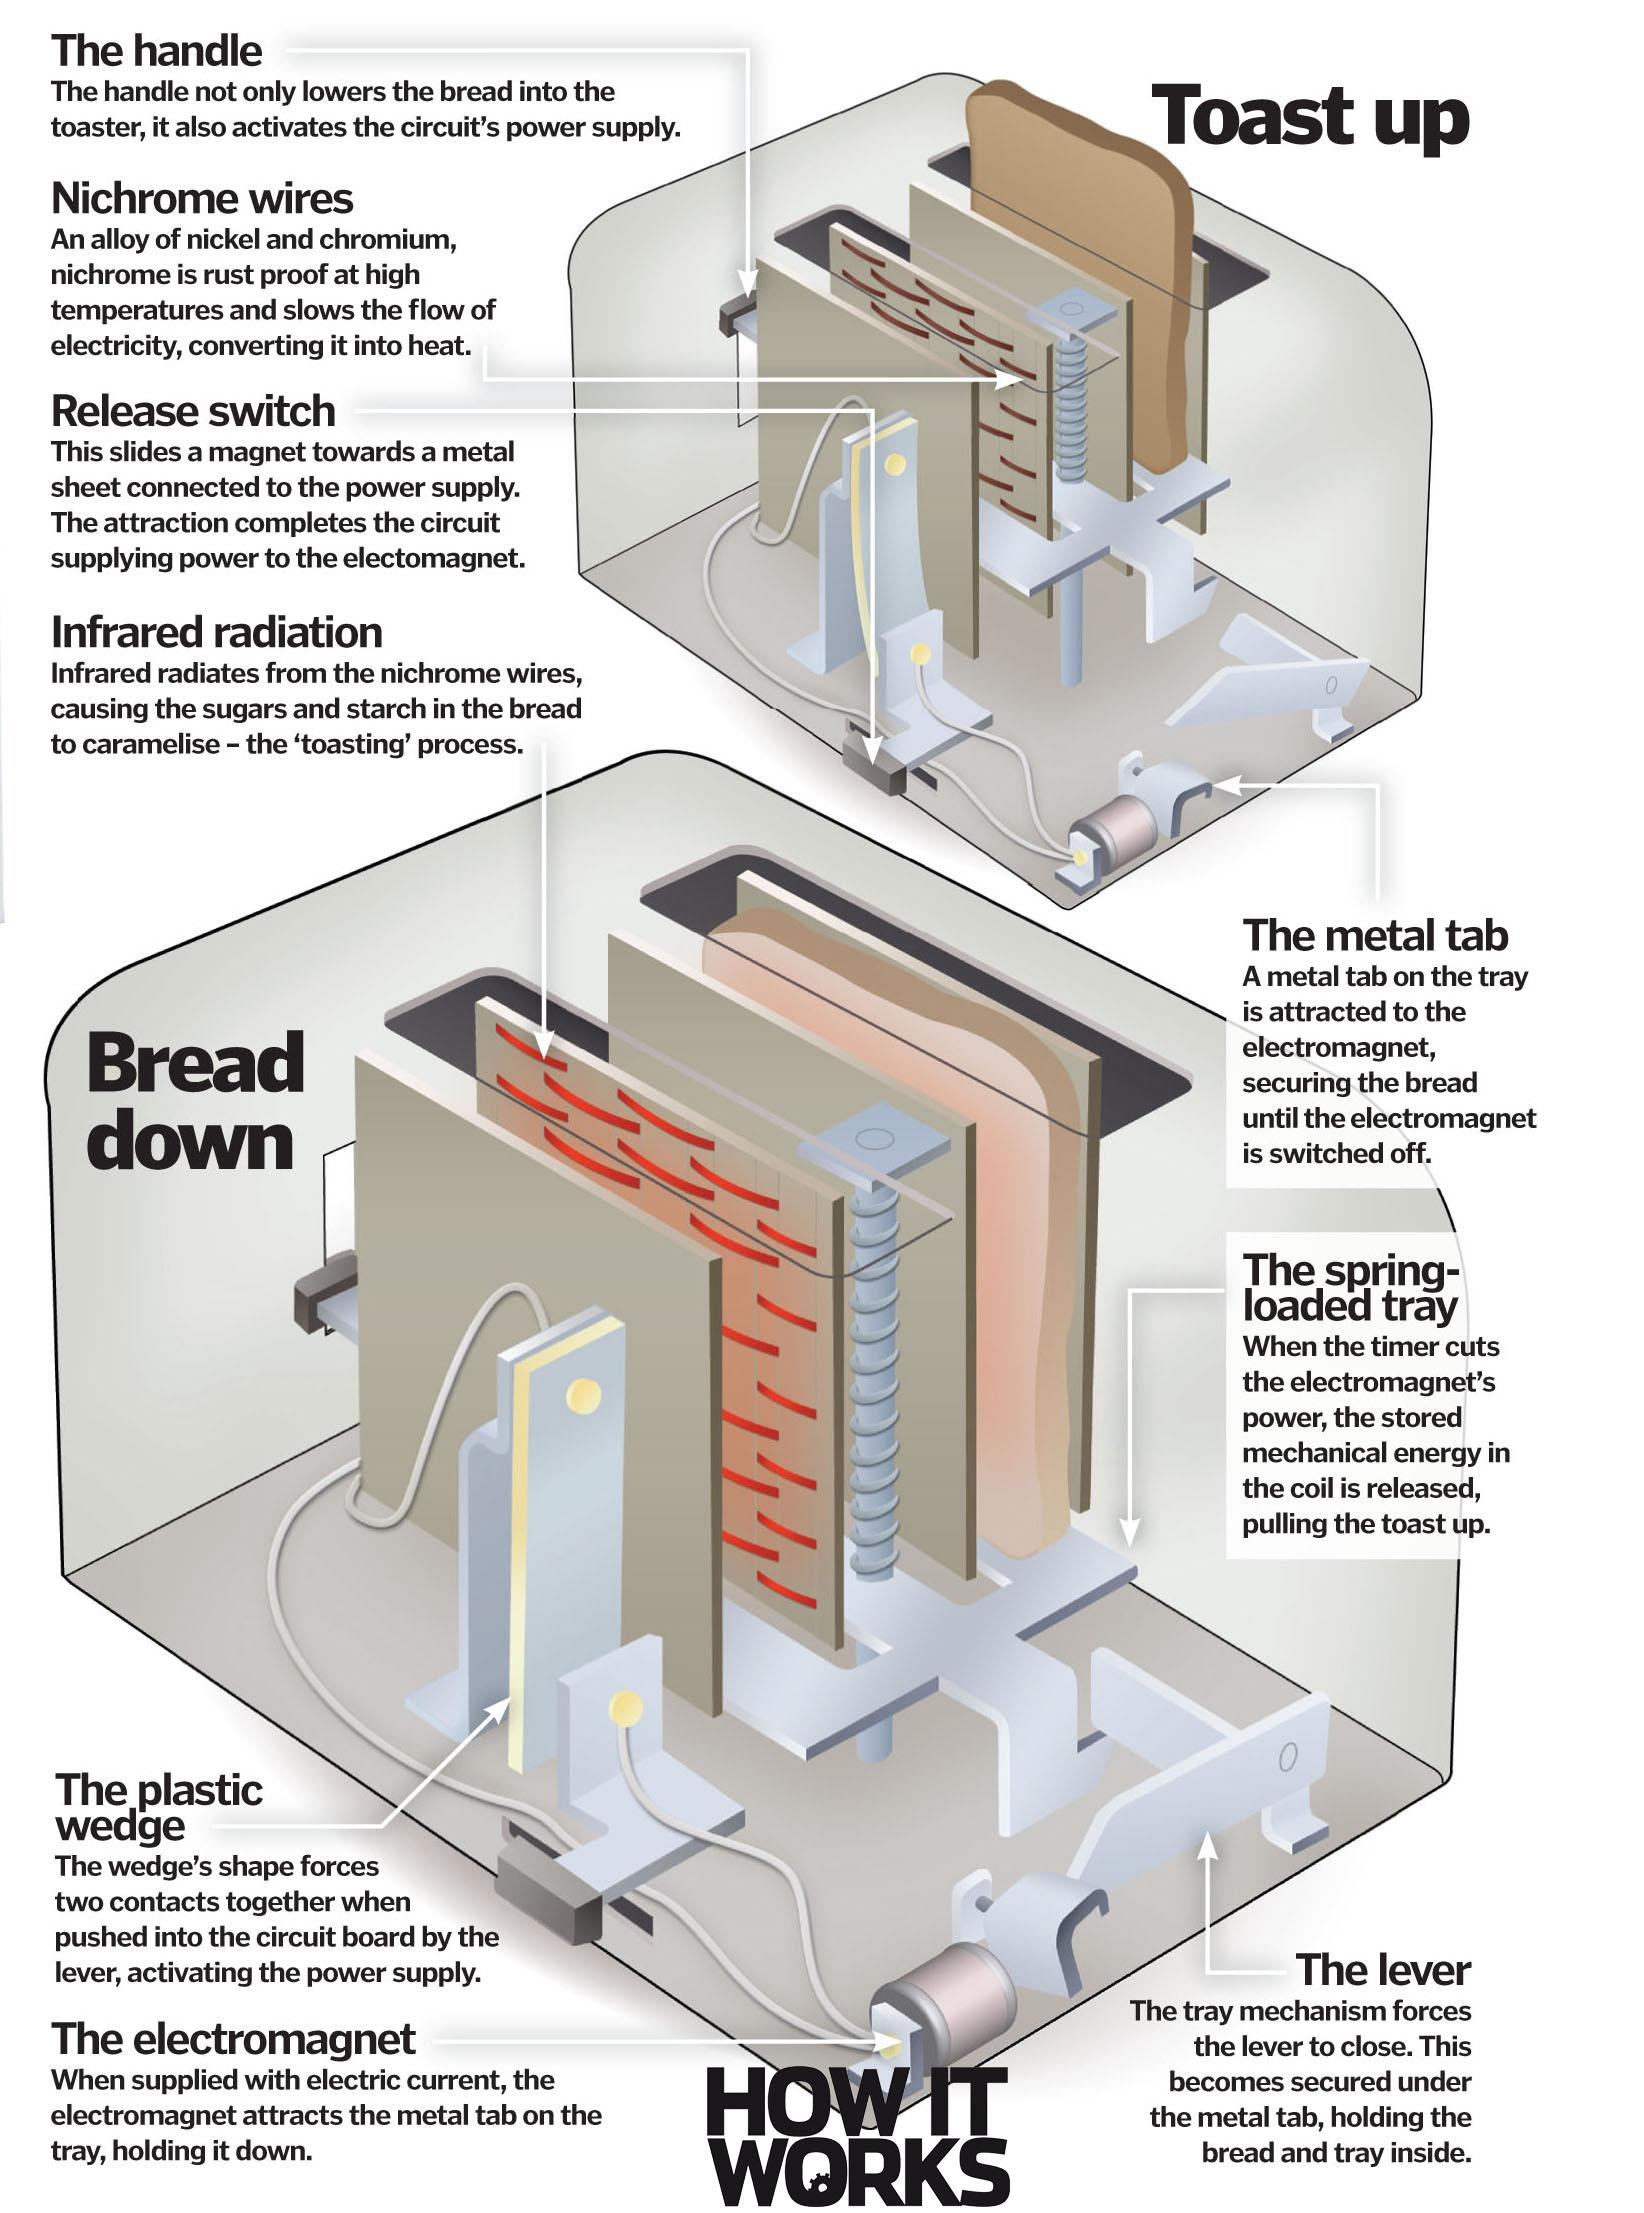 The handle
The handle not only lowers the bread into the
toaster, it also activates the circuit's power supply.
Toast up
Nichrome wires
An alloy of nickel and chromium,
nichrome is rust proof at high
temperatures and slows the flow of
electricity, converting it into heat.
Release switch
This slides a magnet towards a metal
sheet connected to the power supply.
The attraction completes the circuit
supplying power to the electomagnet.
Infrared radiation
Infrared radiates from the nichrome wires,
causing the sugars and starch in the bread
to caramelise – the ‘toasting’ process.
The metal tab
A metal tab on the tray
is attracted to the
electromagnet,
securing the bread
until the electromagnet
is switched off.
Bread
down
The spring-
loaded tray
When the timer cuts
the electromagnet's
power, the stored
mechanical energy in
the coil is released,
pulling the toast up.
The plastic
wedge
The wedge's shape forces
two contacts together when
pushed into the circuit board by the
lever, activating the power supply.
The lever
The tray mechanism forces
the lever to close. This
becomes secured under
the metal tab, holding the
bread and tray inside.
The electromagnet
When supplied with electric current, the
electromagnet attracts the metal tab on the
tray, holding it down.
HOW IT
WORKS